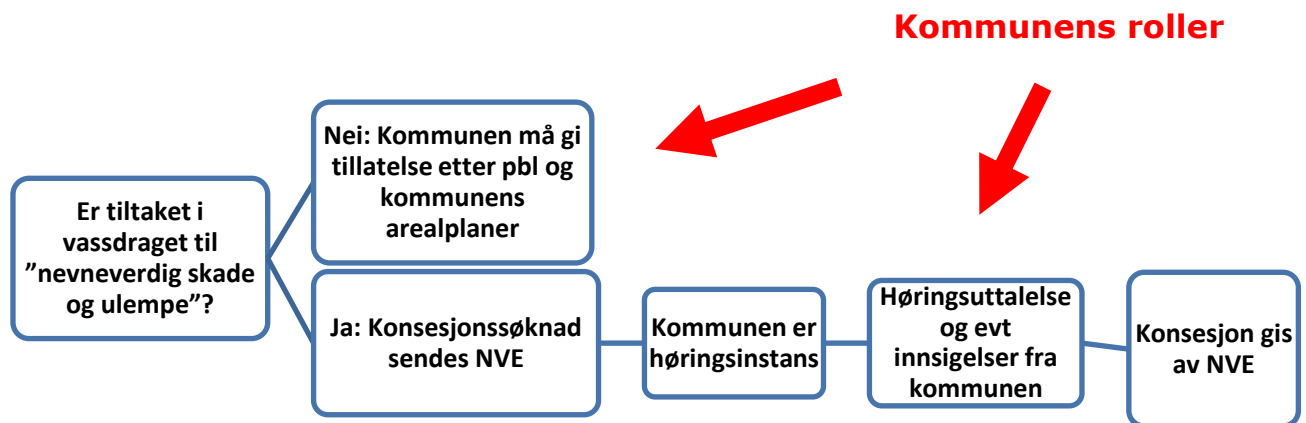 Kommunens roller
Nei: Kommunen må gi
tillatelse etter pbl og
kommunens
arealplaner
Er tiltaket i
vassdraget til
”nevneverdig skade
og ulempe”?
Ja: Konsesjonssøknad
sendes NVE
Kommunen er
høringsinstans
Høringsuttalelse
og evt
innsigelser fra
kommunen
Konsesjon gis
av NVE